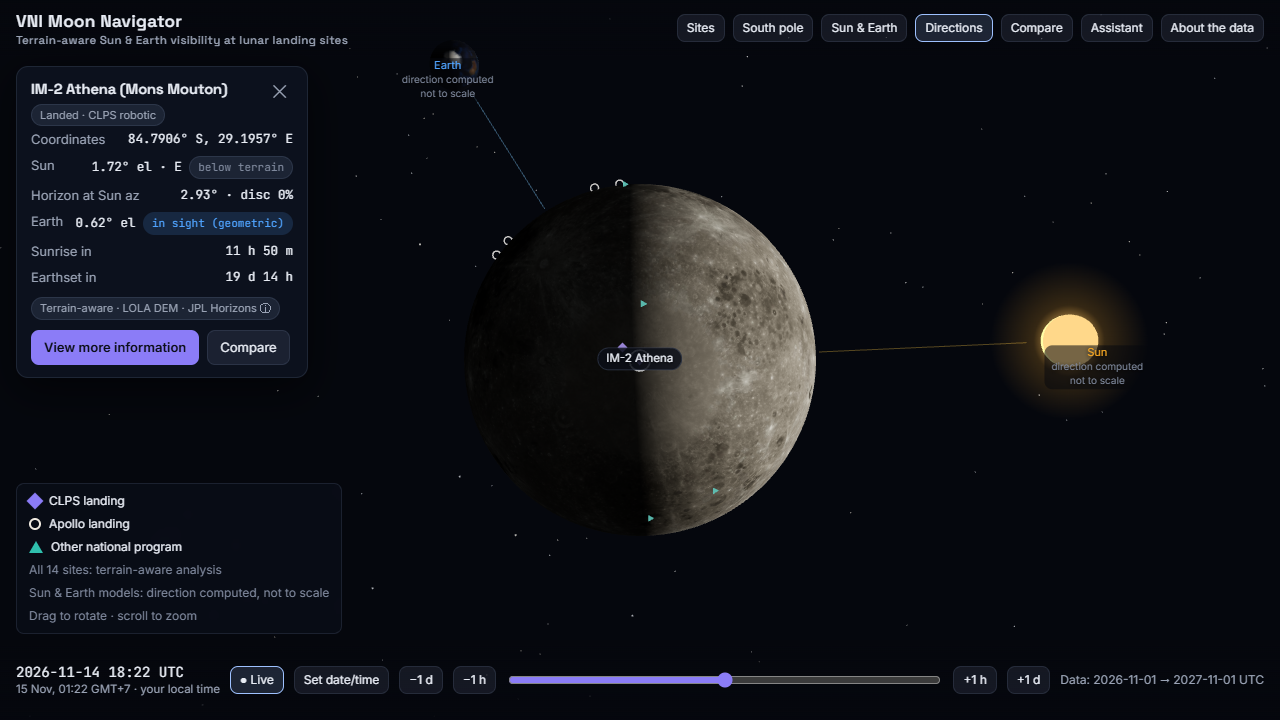 VNI Moon Navigator
Terrain-aware Sun & Earth visibility at lunar landing sites
Sites
South pole
Sun & Earth
Directions
Compare
Assistant
About the data
IM-2 Athena (Mons Mouton)
Landed · CLPS robotic
Coordinates 84.7906° S, 29.1957° E
Sun 1.72° el · E below terrain
Horizon at Sun az 2.93° · disc 0%
Earth 0.62° el in sight (geometric)
Sunrise in 11 h 50 m
Earthset in 19 d 14 h
Terrain-aware · LOLA DEM · JPL Horizons ⓘ
View more information
Compare
Earth
direction computed
not to scale
IM-2 Athena
Sun
direction computed
not to scale
CLPS landing
Apollo landing
Other national program
All 14 sites: terrain-aware analysis
Sun & Earth models: direction computed, not to scale
Drag to rotate · scroll to zoom
2026-11-14 18:22 UTC
15 Nov, 01:22 GMT+7 · your local time
● Live
Set date/time
−1 d
−1 h
+1 h
+1 d
Data: 2026-11-01 → 2027-11-01 UTC